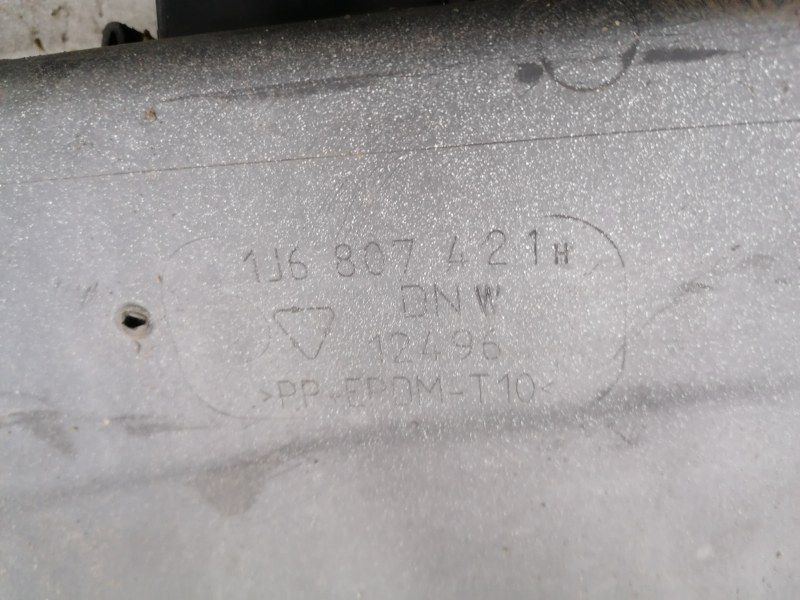 1J6 807 421 H
DNW
12496
>PP+EPDM-T10<